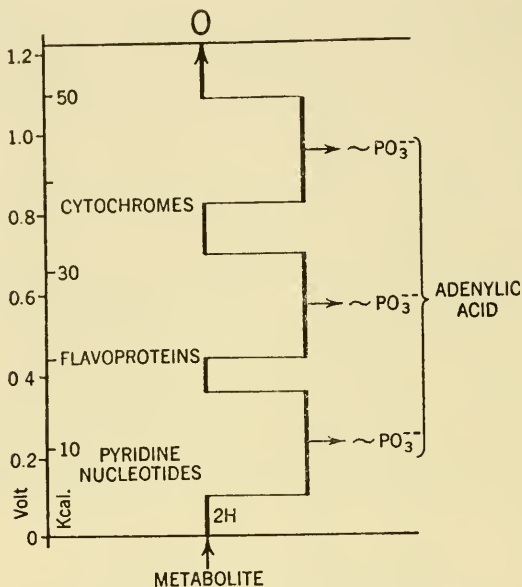 O
1.2
50
1.0
~ PO3--
0.8
CYTOCHROMES
30
~ PO3--
ADENYLIC
ACID
0.6
FLAVOPROTEINS
0 4
~ PO3--
10
PYRIDINE
NUCLEOTIDES
0.2
2H
0
Volt
Kcal.
METABOLITE